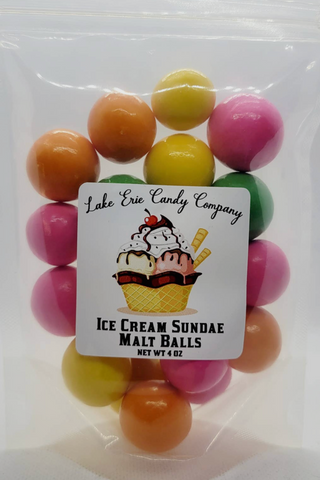 Lake Erie Candy Company
Ice Cream Sundae
Malt Balls
Net WT 4 oz